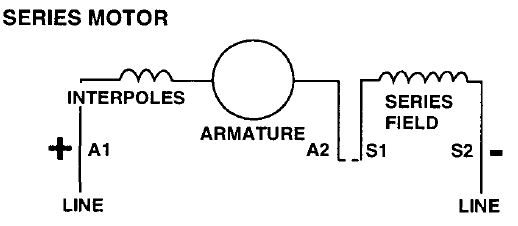 SERIES MOTOR
INTERPOLES
ARMATURE
SERIES
FIELD
+ A1 A2 S1 S2 -
LINE LINE